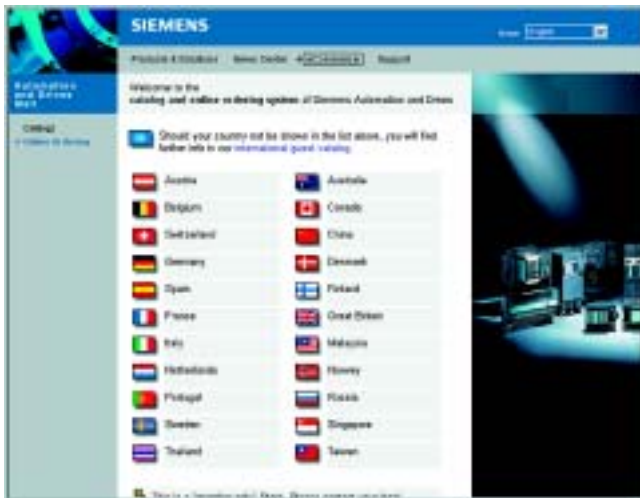 SIEMENS
English
Products & Solutions News Center Support
Automation
and Drives
Mall
Welcome to the
catalog and online ordering system of Siemens Automation and Drives
Catalog
Should your country not be shown in the list above, you will find
further info in our international guest catalog.
Austria Australia
Belgium Canada
Switzerland China
Germany Denmark
Spain Finland
France Great Britain
Italy Malaysia
Netherlands Norway
Portugal Russia
Sweden Singapore
Thailand Taiwan